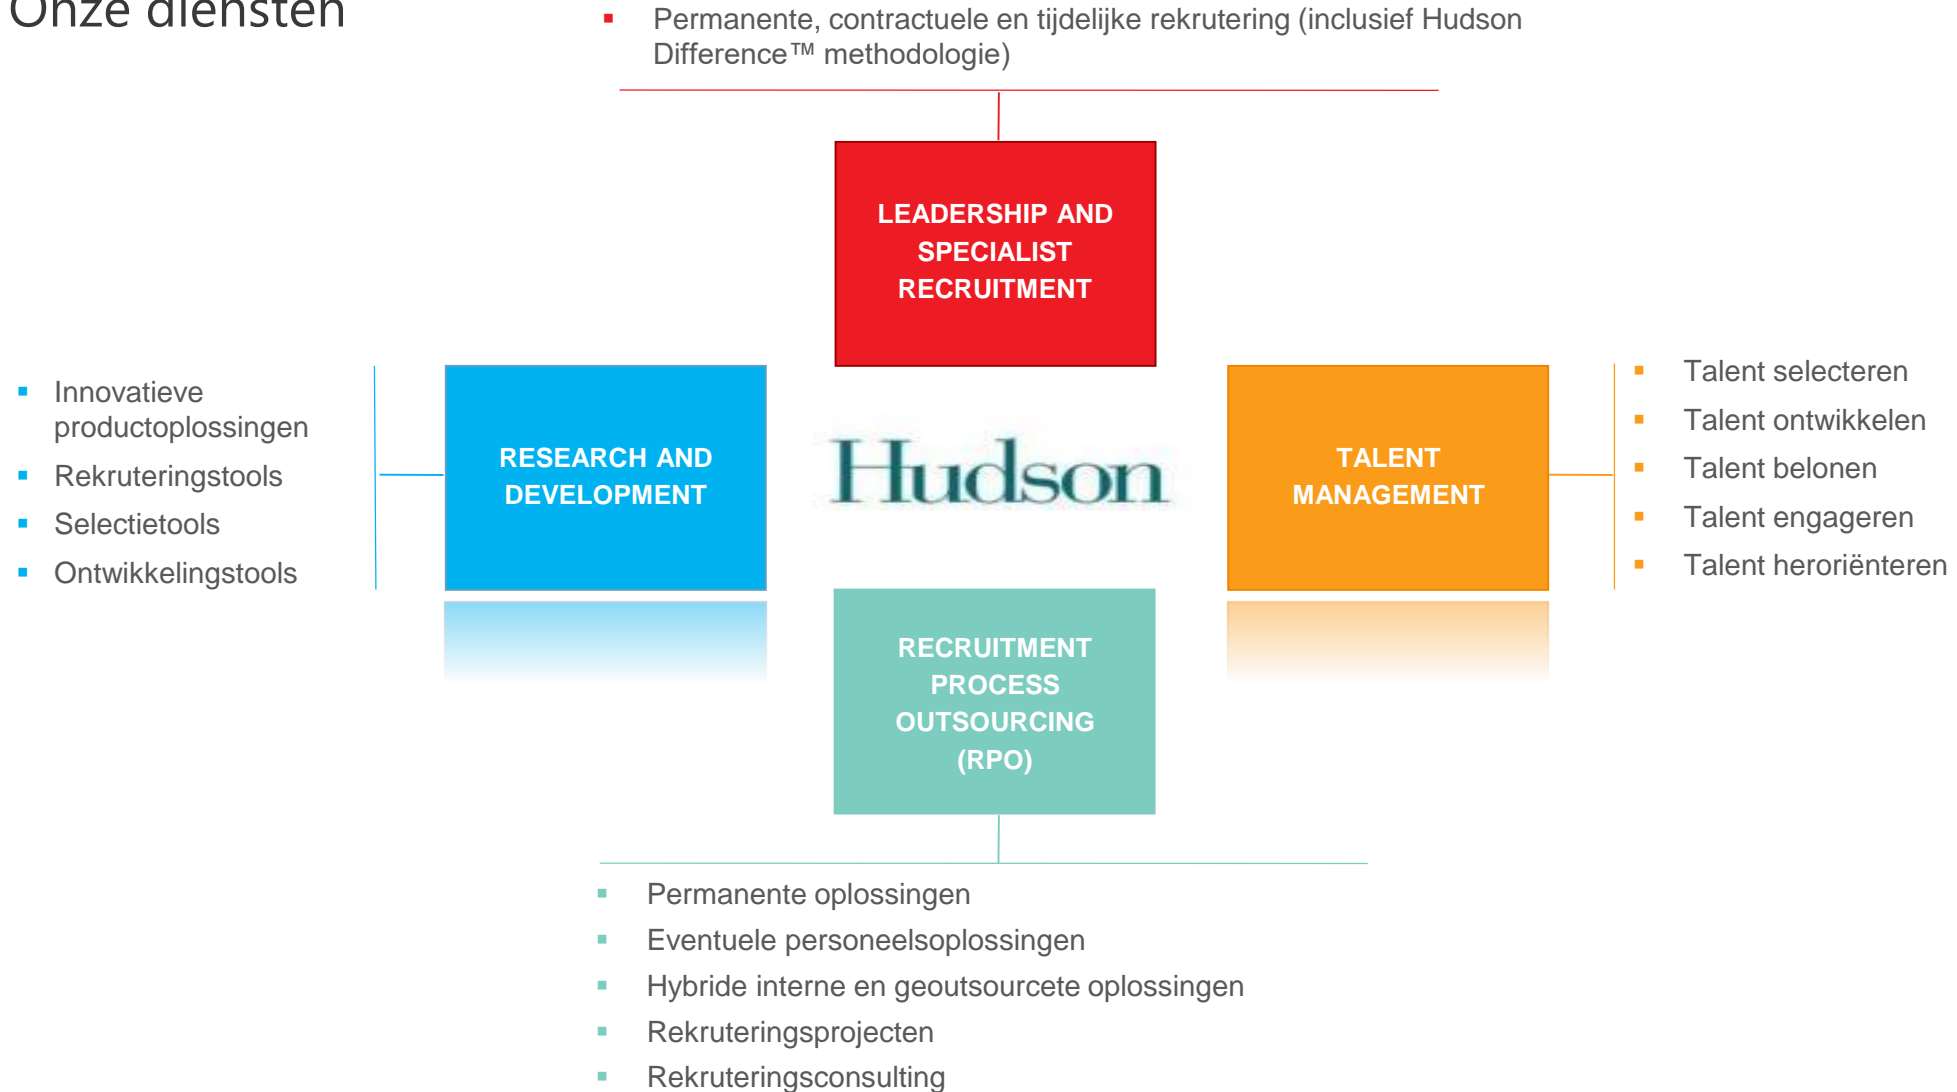 Onze diensten
Permanente, contractuele en tijdelijke rekrutering (inclusief Hudson
Difference™ methodologie)
LEADERSHIP AND
SPECIALIST
RECRUITMENT
Innovatieve
productoplossingen
Rekruteringstools
Selectietools
Ontwikkelingstools
RESEARCH AND
DEVELOPMENT
Hudson
TALENT
MANAGEMENT
Talent selecteren
Talent ontwikkelen
Talent belonen
Talent engageren
Talent heroriënteren
RECRUITMENT
PROCESS
OUTSOURCING
(RPO)
Permanente oplossingen
Eventuele personeelsoplossingen
Hybride interne en geoutsourcete oplossingen
Rekruteringsprojecten
Rekruteringsconsulting